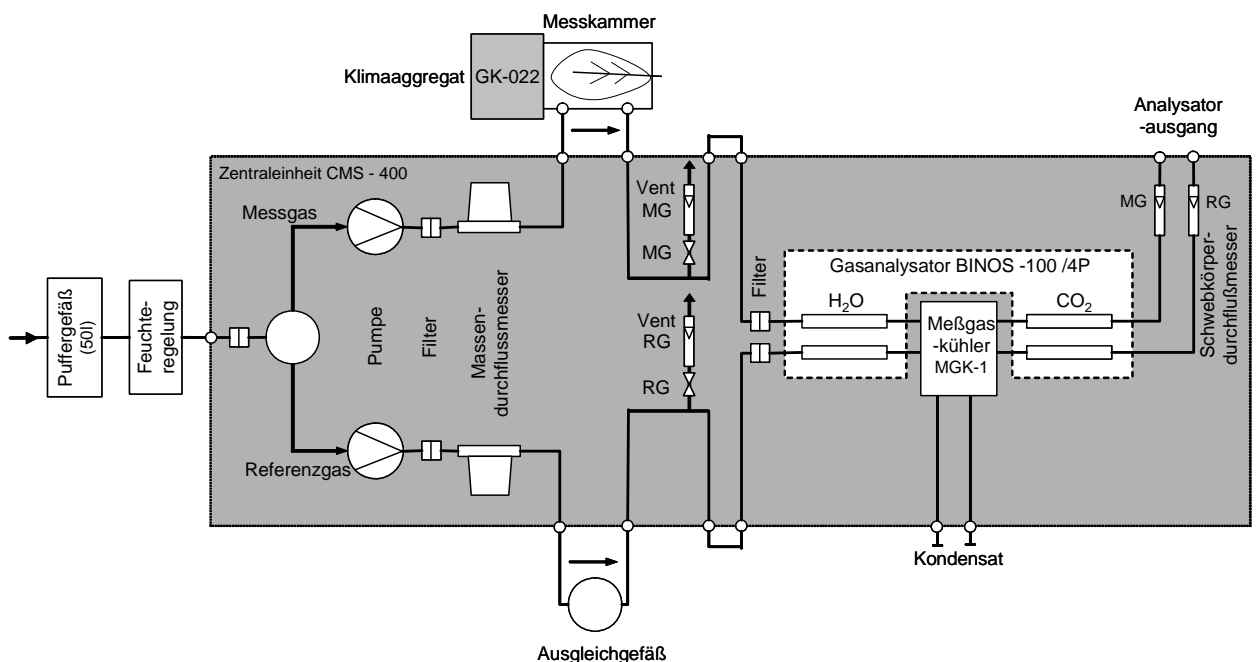 Messkammer
Klimaaggregat
GK-022
Analysator
-ausgang
Zentraleinheit CMS - 400
Messgas
Vent
MG
MG
MG
RG
Schwebkörper-
durchflußmesser
Puffergefäß
(50l)
Feuchte-
regelung
Pumpe
Filter
Massen-
durchflussmesser
Vent
RG
RG
Filter
Gasanalysator BINOS -100 /4P
H₂O
CO₂
Meßgas
-kühler
MGK-1
Referenzgas
Kondensat
Ausgleichgefäß